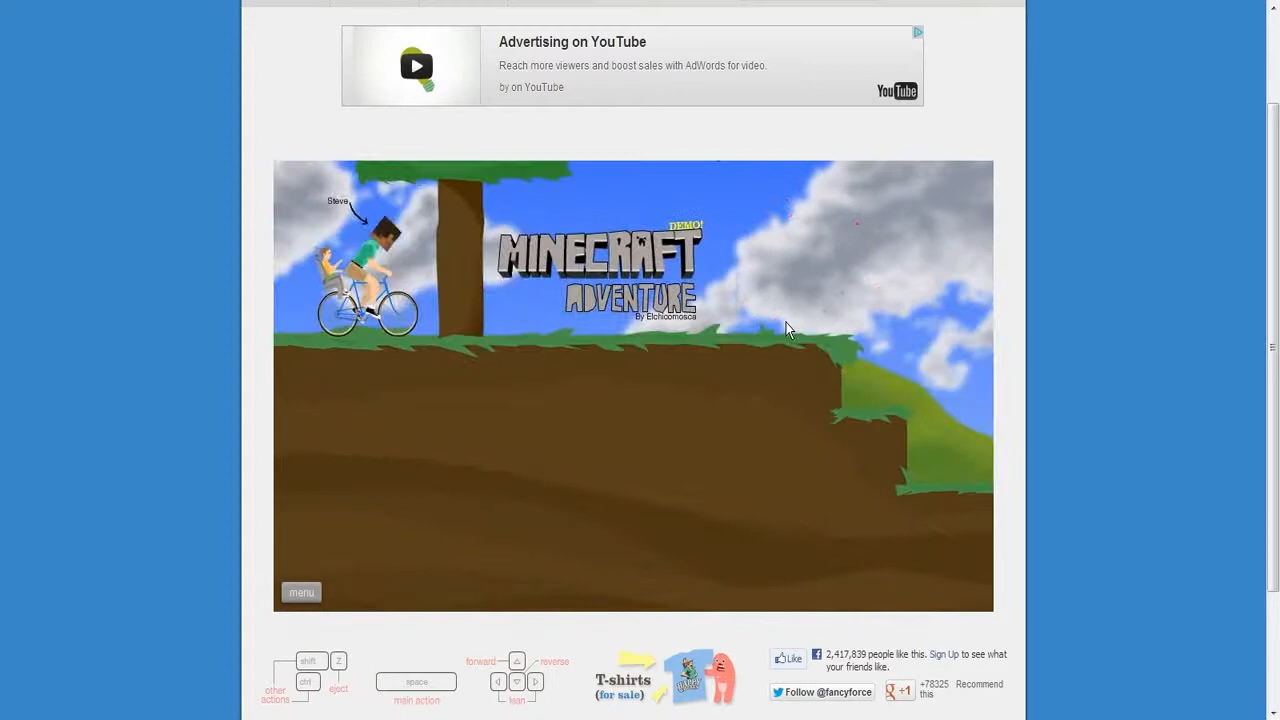 Advertising on YouTube
Reach more viewers and boost sales with AdWords for video.
by on YouTube
YouTube
Steve
DEMO!
MINECRAFT
ADVENTURE
By Elchicomosca
menu
shift
Z
ctrl
other
actions
eject
space
main action
forward
reverse
lean
T-shirts
(for sale)
Like
2,417,839 people like this. Sign Up to see what
your friends like.
Follow @fancyforce
+1
+78325 Recommend
this